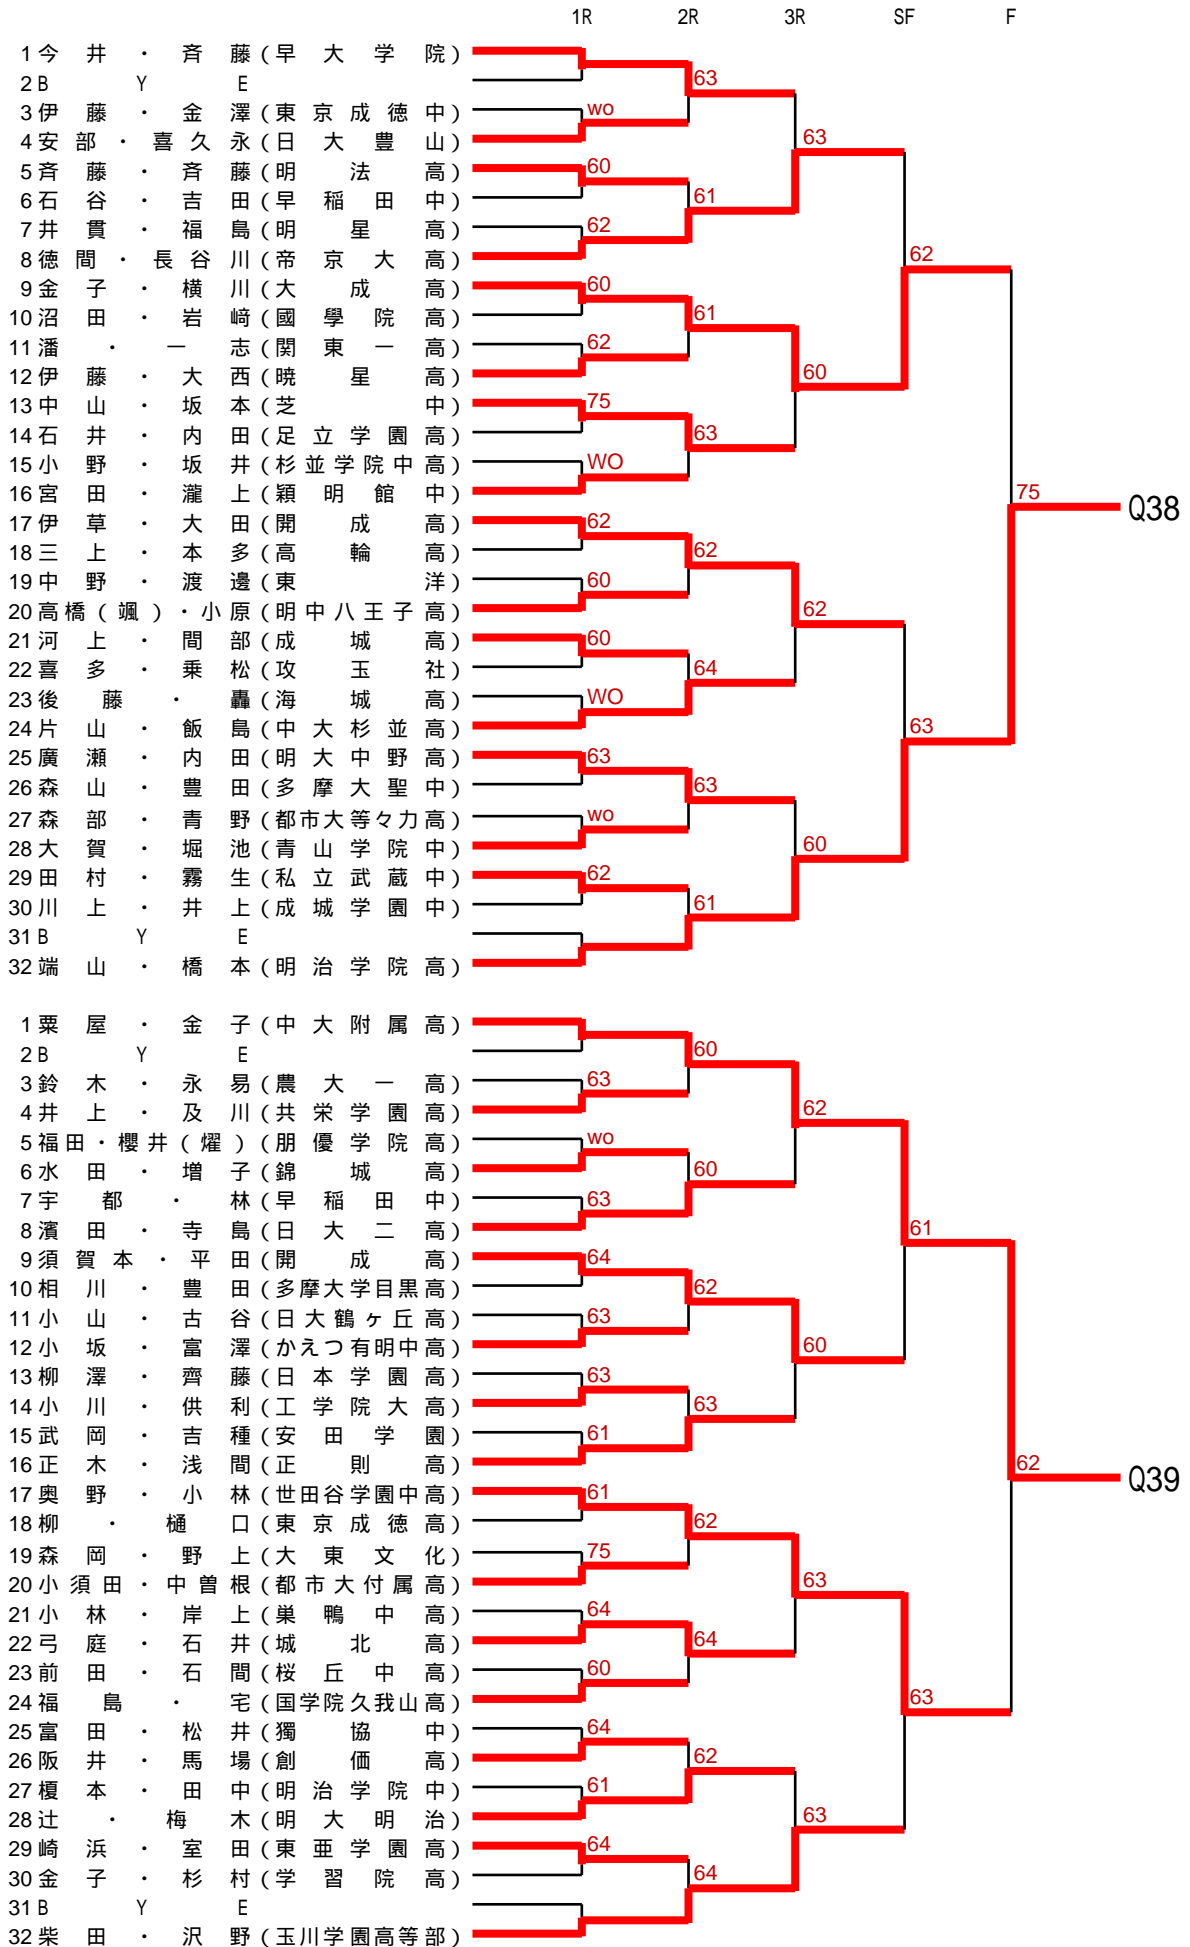 1R 2R 3R SF F
1 今井・斉藤(早大学院)
2 BYE
63
3 伊藤・金澤(東京成徳中) wo
4 安部・喜久永(日大豊山)
63
5 斉藤・斉藤(明法高) 60
6 石谷・吉田(早稲田中)
61
7 井貫・福島(明星高) 62
8 徳間・長谷川(帝京大高)
62
9 金子・横川(大成高) 60
10 沼田・岩﨑(國學院高)
61
11 潘・一志(関東一高) 62
12 伊藤・大西(暁星高)
60
13 中山・坂本(芝中) 75
14 石井・内田(足立学園高)
63
15 小野・坂井(杉並学院中高) WO
16 宮田・瀧上(穎明館中)
75 Q38
17 伊草・大田(開成高) 62
18 三上・本多(高輪高)
62
19 中野・渡邊(東洋) 60
20 高橋(颯)・小原(明中八王子高)
62
21 河上・間部(成城高) 60
22 喜多・乗松(攻玉社)
64
23 後藤・轟(海城高) WO
24 片山・飯島(中大杉並高)
63
25 廣瀬・内田(明大中野高) 63
26 森山・豊田(多摩大聖中)
63
27 森部・青野(都市大等々力高) wo
28 大賀・堀池(青山学院中)
60
29 田村・霧生(私立武蔵中) 62
30 川上・井上(成城学園中)
61
31 BYE
32 端山・橋本(明治学院高)
1 粟屋・金子(中大附属高)
2 BYE
60
3 鈴木・永易(農大一高) 63
4 井上・及川(共栄学園高)
62
5 福田・櫻井(燿)(朋優学院高) wo
6 水田・増子(錦城高)
60
7 宇都・林(早稲田中) 63
8 濱田・寺島(日大二高)
61
9 須賀本・平田(開成高) 64
10 相川・豊田(多摩大学目黒高)
62
11 小山・古谷(日大鶴ヶ丘高) 63
12 小坂・富澤(かえつ有明中高)
60
13 柳澤・齊藤(日本学園高) 63
14 小川・供利(工学院大高)
63
15 武岡・吉種(安田学園) 61
16 正木・浅間(正則高)
62 Q39
17 奥野・小林(世田谷学園中高) 61
18 柳・樋口(東京成徳高)
62
19 森岡・野上(大東文化) 75
20 小須田・中曽根(都市大付属高)
63
21 小林・岸上(巣鴨中高) 64
22 弓庭・石井(城北高)
64
23 前田・石間(桜丘中高) 60
24 福島・宅(国学院久我山高)
63
25 富田・松井(獨協中) 64
26 阪井・馬場(創価高)
62
27 榎本・田中(明治学院中) 61
28 辻・梅木(明大明治)
63
29 崎浜・室田(東亜学園高) 64
30 金子・杉村(学習院高)
64
31 BYE
32 柴田・沢野(玉川学園高等部)